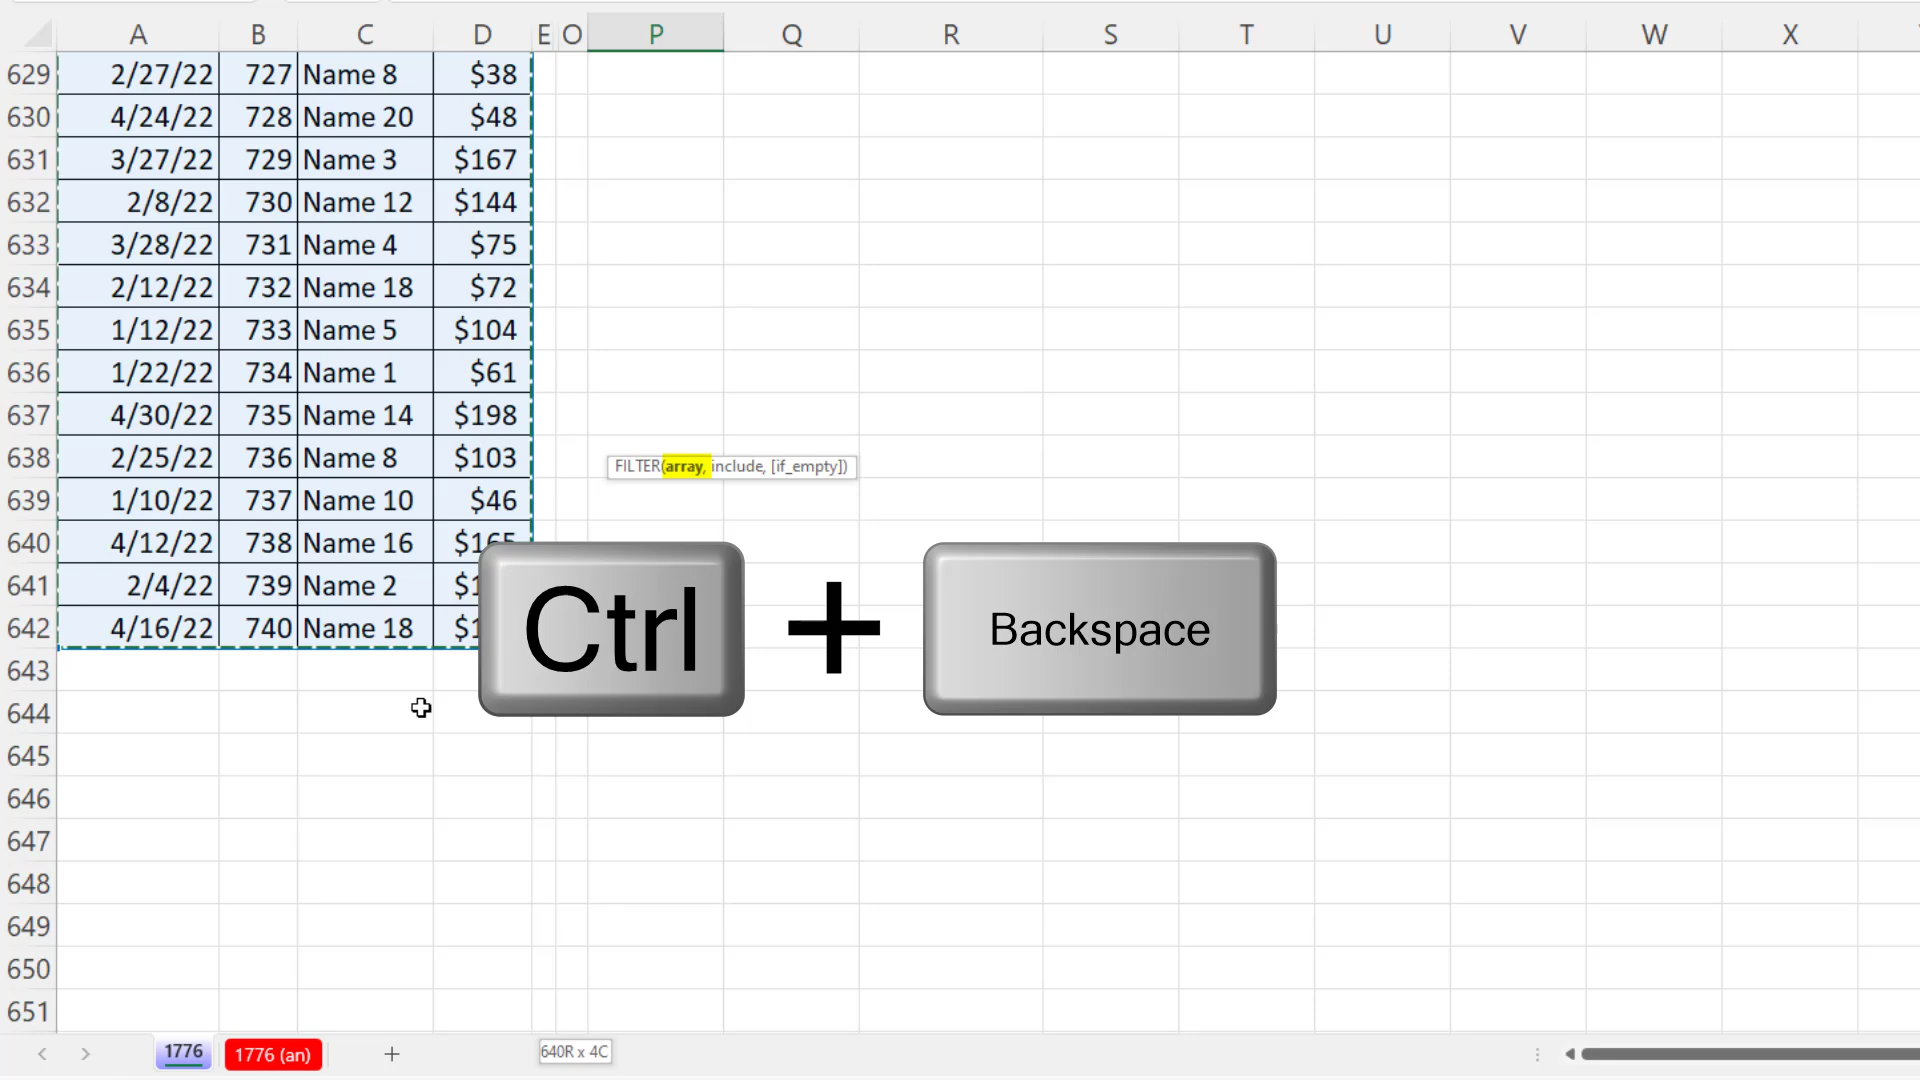 A B C D E O P Q R S T U V W X
629 2/27/22 727 Name 8 $38
630 4/24/22 728 Name 20 $48
631 3/27/22 729 Name 3 $167
632 2/8/22 730 Name 12 $144
633 3/28/22 731 Name 4 $75
634 2/12/22 732 Name 18 $72
635 1/12/22 733 Name 5 $104
636 1/22/22 734 Name 1 $61
637 4/30/22 735 Name 14 $198
638 2/25/22 736 Name 8 $103
FILTER(array, include, [if_empty])
639 1/10/22 737 Name 10 $46
640 4/12/22 738 Name 16 $165
641 2/4/22 739 Name 2
642 4/16/22 740 Name 18
Ctrl + Backspace
643
644
645
646
647
648
649
650
651
1776 1776 (an) + 640R x 4C